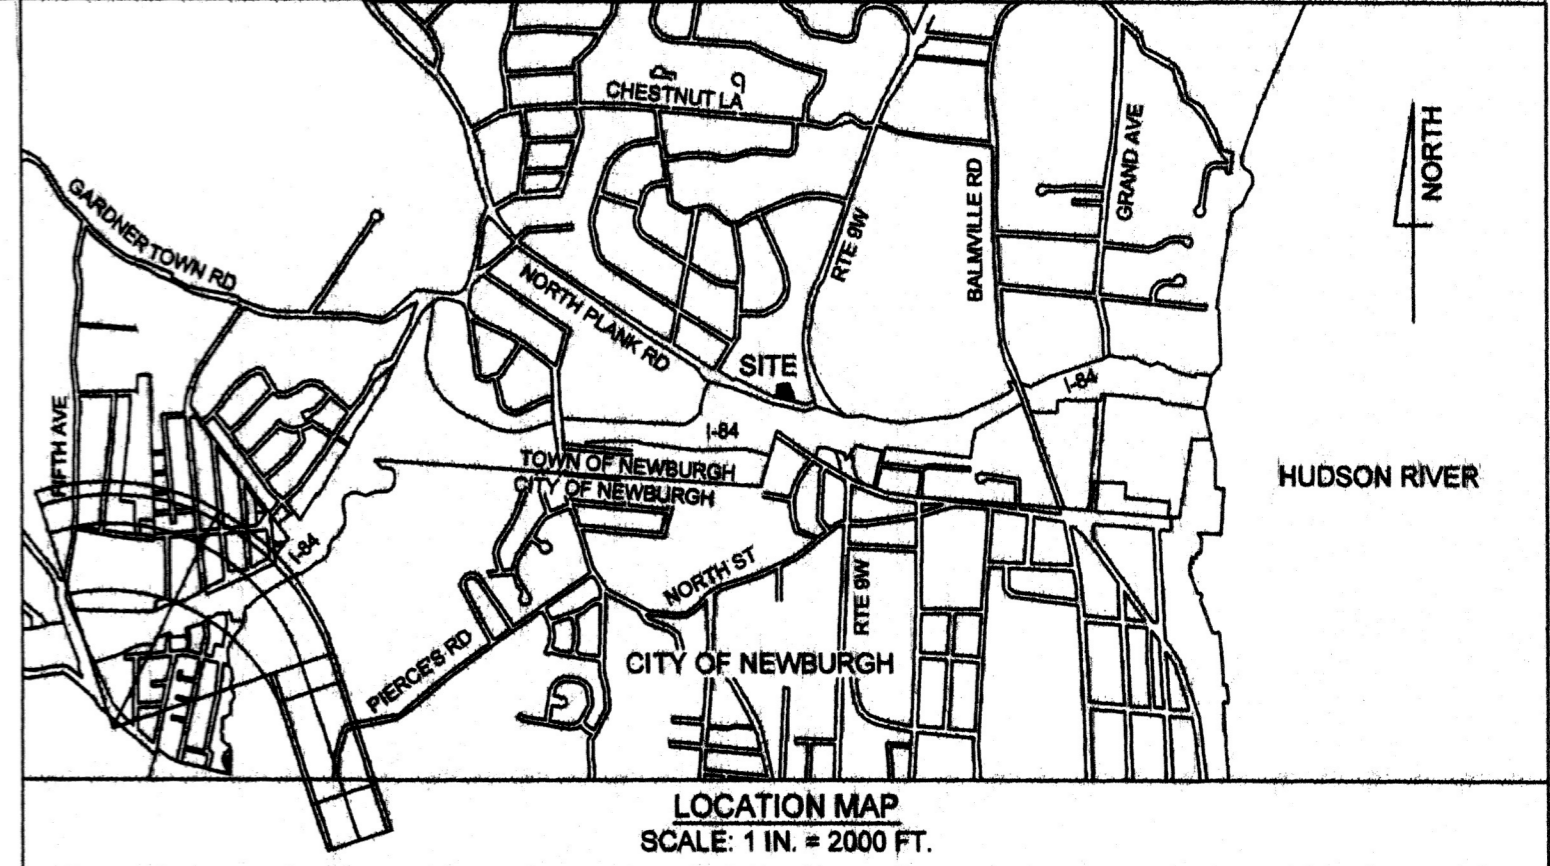 CHESTNUT LA
GRAND AVE
NORTH
GARDNER TOWN RD
BALMVILLE RD
RTE 9W
NORTH PLANK RD
SITE
I-84
FIFTH AVE
I-84
TOWN OF NEWBURGH
CITY OF NEWBURGH
HUDSON RIVER
I-84
NORTH ST
RTE 9W
PIERCE'S RD
CITY OF NEWBURGH
LOCATION MAP
SCALE: 1 IN. = 2000 FT.